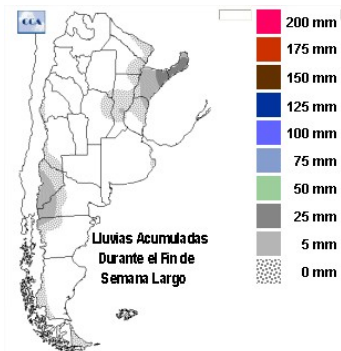 CCA
200 mm
175 mm
150 mm
125 mm
100 mm
75 mm
50 mm
25 mm
5 mm
0 mm
Lluvias Acumuladas
Durante el Fin de
Semana Largo